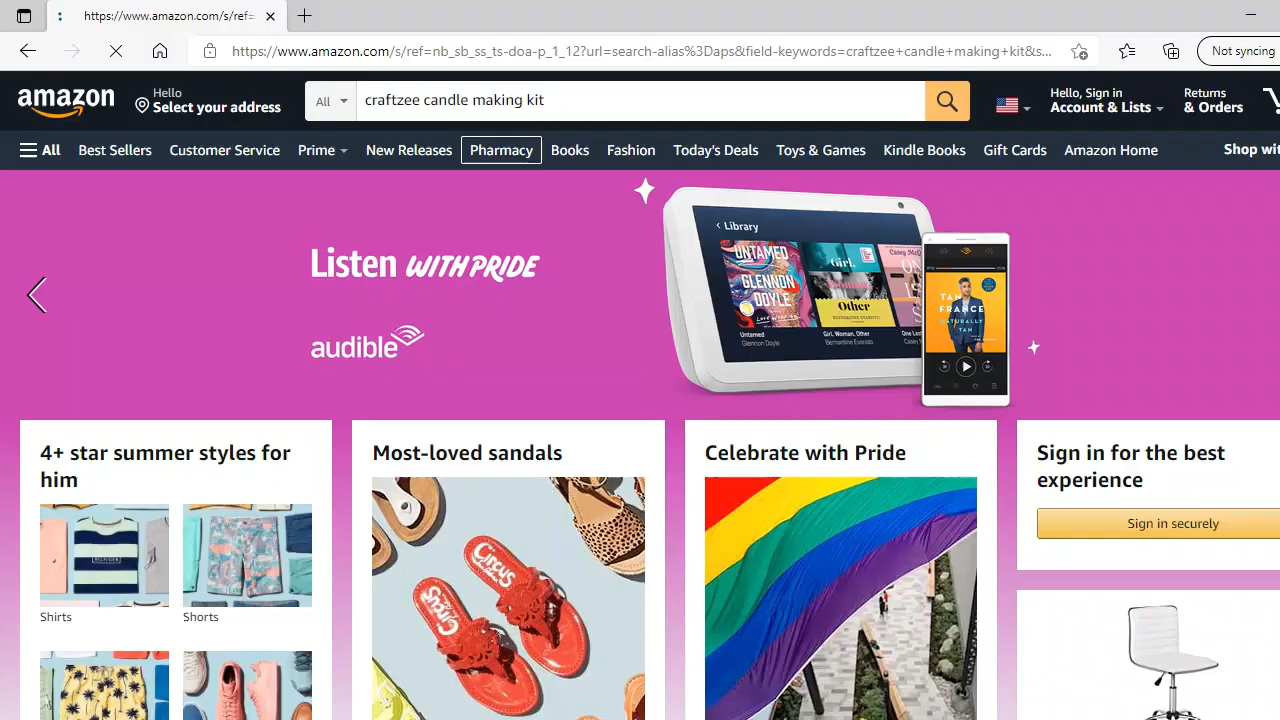 https://www.amazon.com/s/ref=
https://www.amazon.com/s/ref=nb_sb_ss_ts-doa-p_1_12?url=search-alias%3Daps&field-keywords=craftzee+candle+making+kit&s...
Not syncing
amazon
Hello
Select your address
All
craftzee candle making kit
Hello, Sign in
Account & Lists
Returns
& Orders
All
Best Sellers
Customer Service
Prime
New Releases
Pharmacy
Books
Fashion
Today's Deals
Toys & Games
Kindle Books
Gift Cards
Amazon Home
Shop wit
Listen WITH PRIDE
audible
Library
UNTAMED
GLENNON
DOYLE
Untamed
Glennon Doyle
Girl,
Other
Girl, Woman, Other
Bernardine Evaristo
Casey McQ
One Last
Casey
TAN
FRANCE
NATURALLY
TAN
4+ star summer styles for
him
Shirts
Shorts
Most-loved sandals
Circus
Circus
Celebrate with Pride
Sign in for the best
experience
Sign in securely